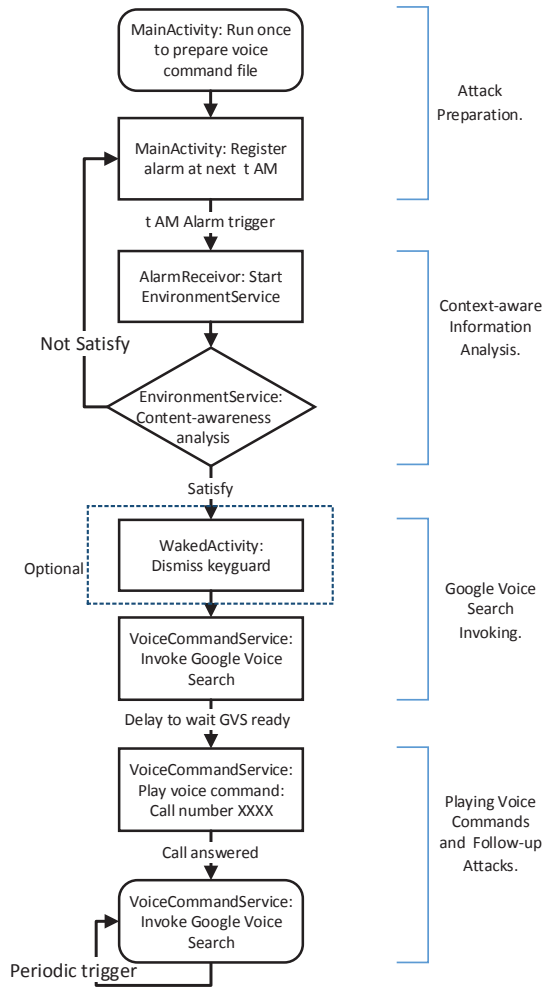 MainActivity: Run once
to prepare voice
command file
Attack
Preparation.
MainActivity: Register
alarm at next t AM
t AM Alarm trigger
AlarmReceivor: Start
EnvironmentService
Context-aware
Information
Analysis.
Not Satisfy
EnvironmentService:
Content-awareness
analysis
Satisfy
Optional
WakedActivity:
Dismiss keyguard
Google Voice
Search
Invoking.
VoiceCommandService:
Invoke Google Voice
Search
Delay to wait GVS ready
VoiceCommandService:
Play voice command:
Call number XXXX
Playing Voice
Commands
and Follow-up
Attacks.
Call answered
VoiceCommandService:
Invoke Google Voice
Search
Periodic trigger